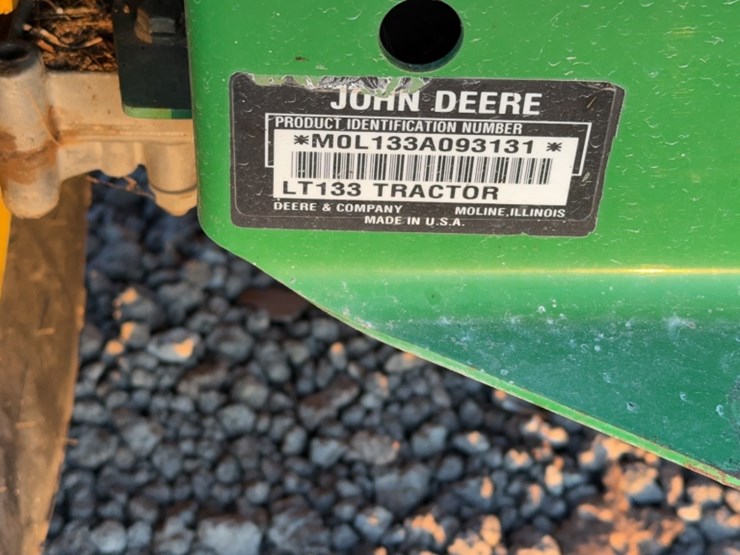 JOHN DEERE
PRODUCT IDENTIFICATION NUMBER
*M0L133A093131*
LT133 TRACTOR
DEERE & COMPANY MOLINE, ILLINOIS
MADE IN U.S.A.